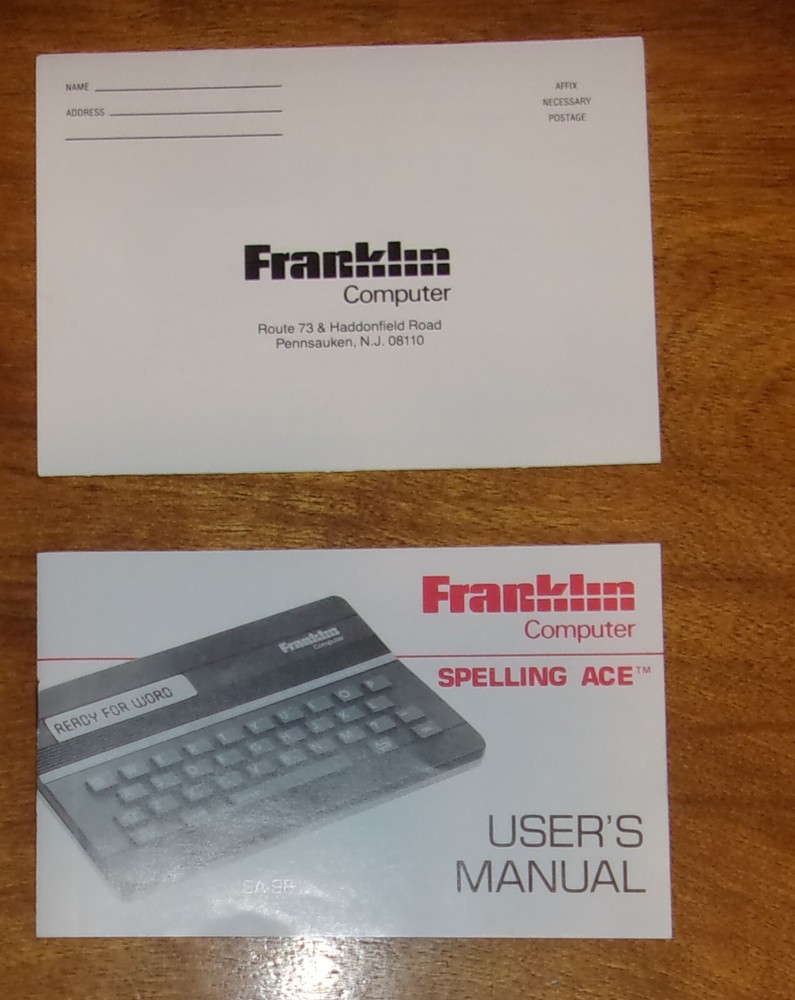 NAME
ADDRESS
AFFIX
NECESSARY
POSTAGE
Franklin
Computer
Route 73 & Haddonfield Road
Pennsauken, N.J. 08110
Franklin
Computer
SPELLING ACE™
Franklin
Computer
READY FOR WORD
USER'S
MANUAL